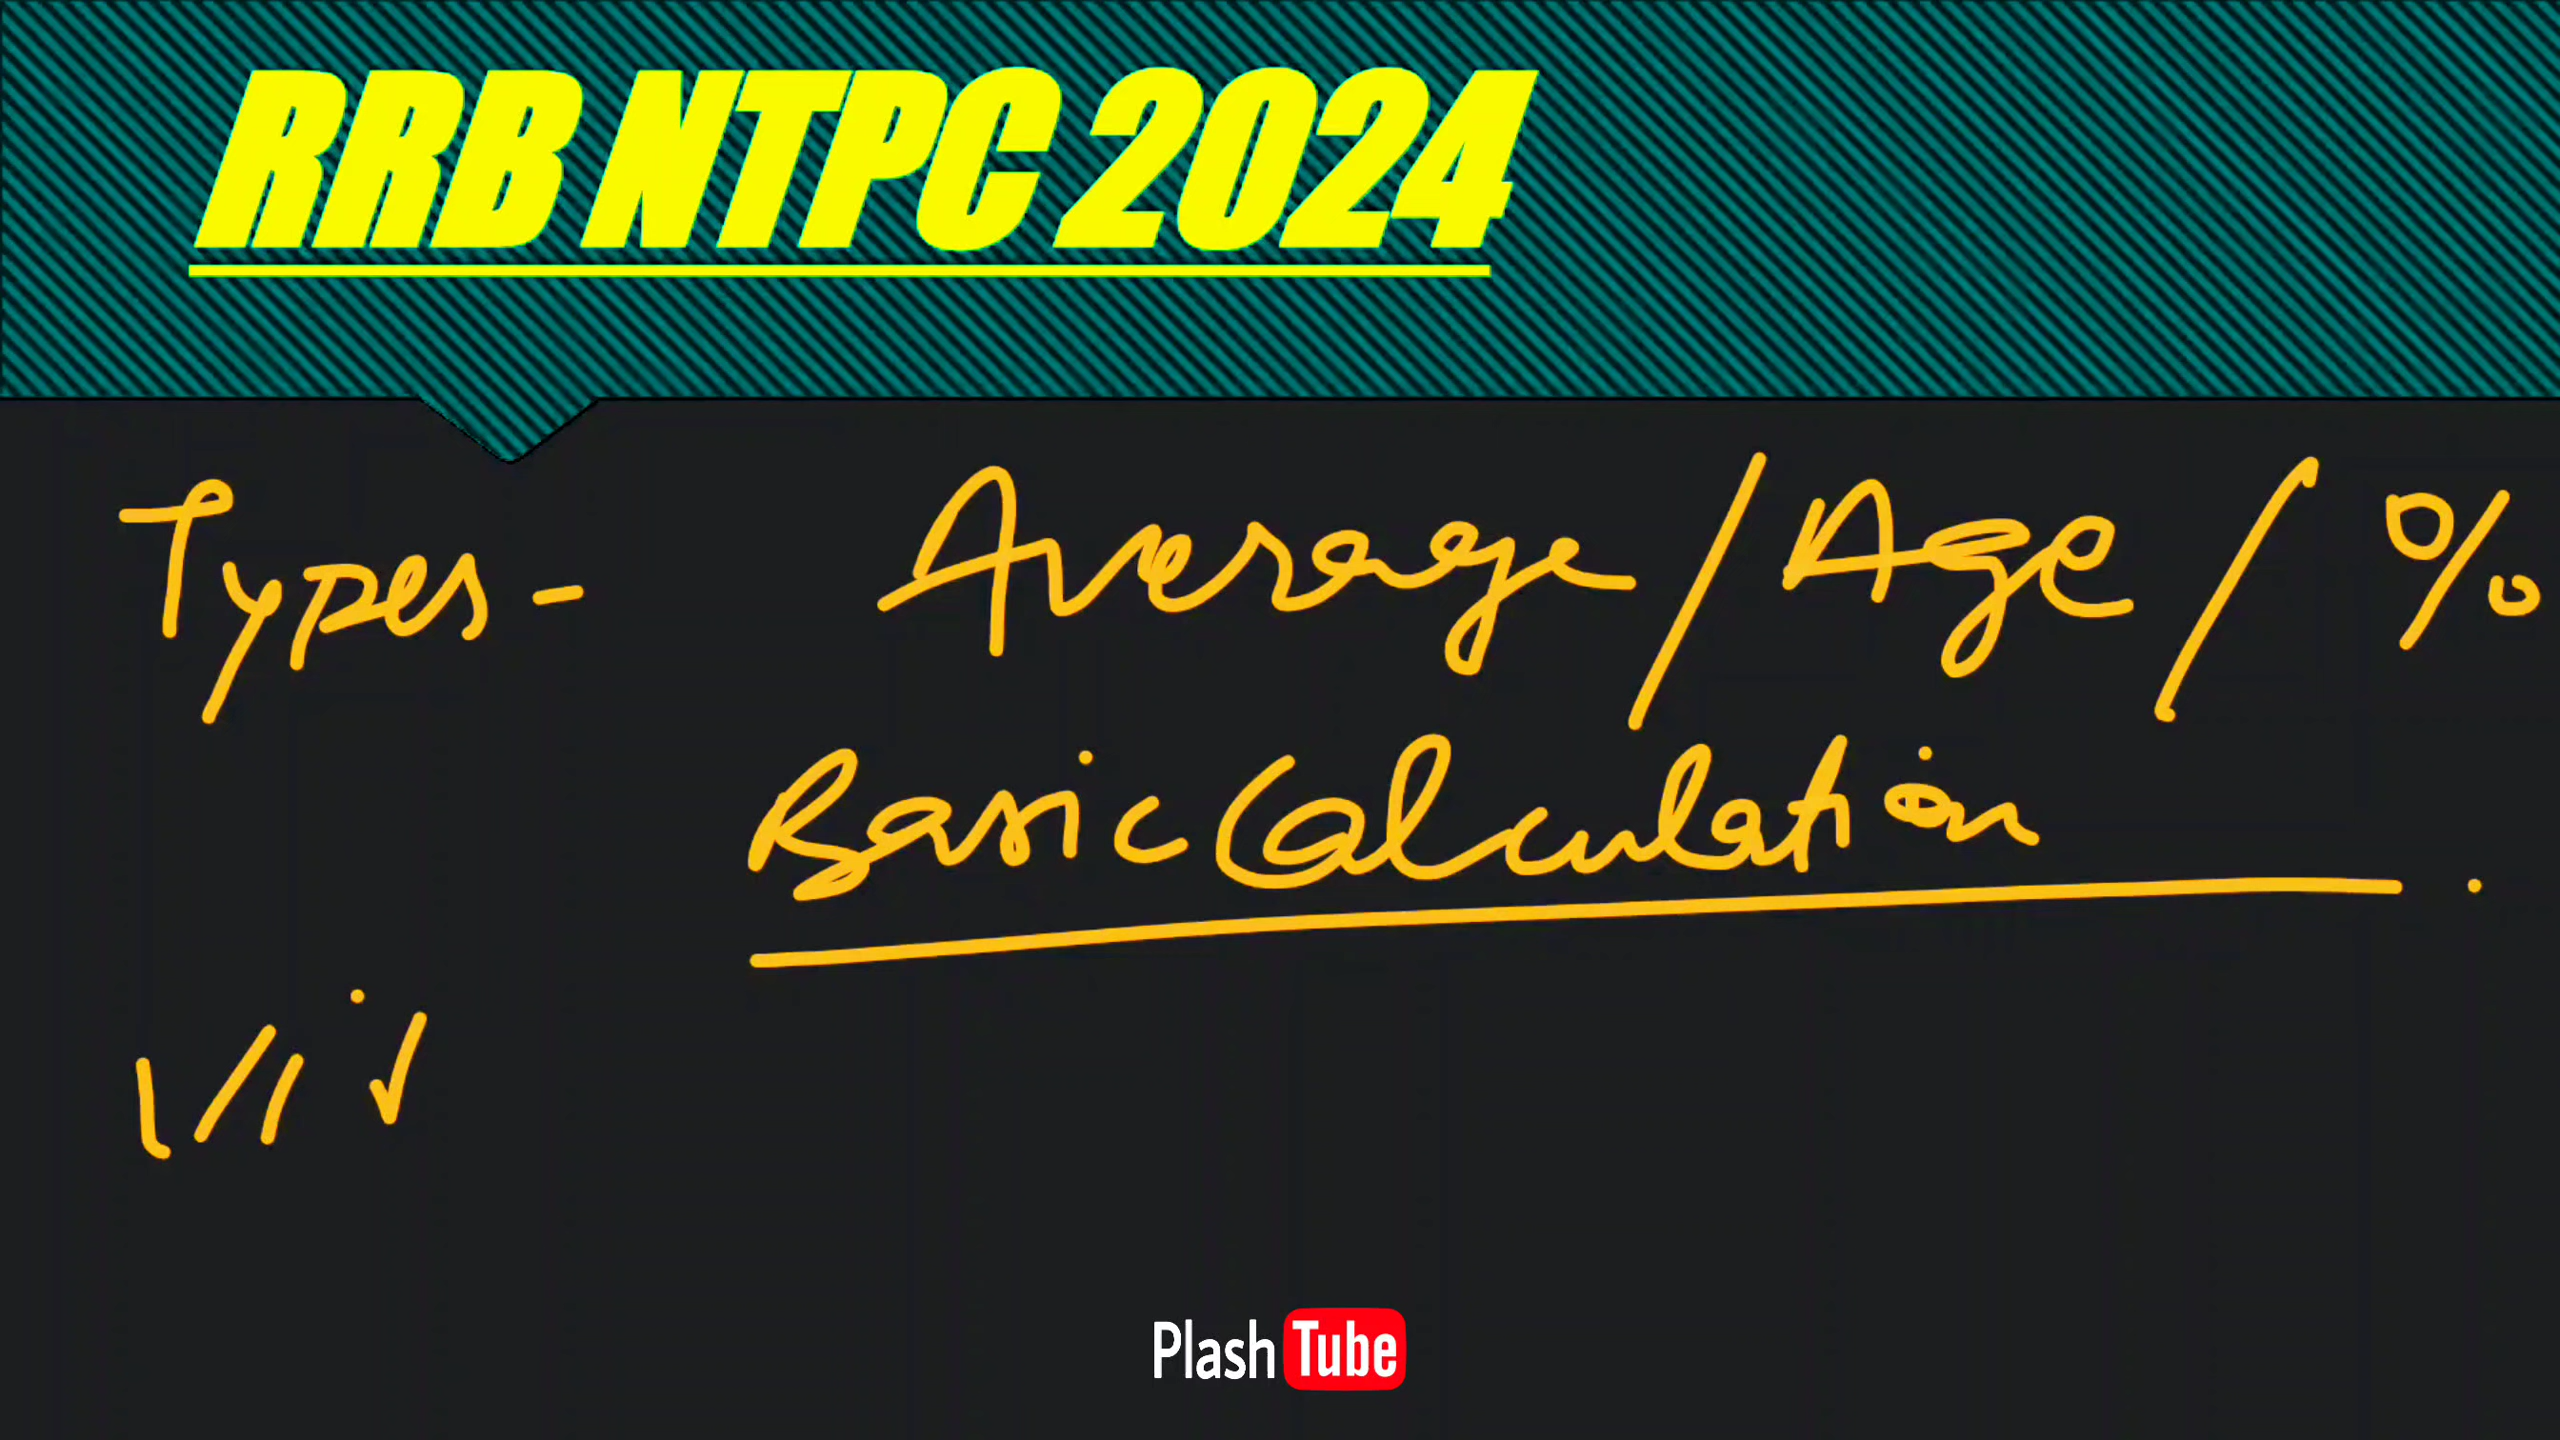 RRB NTPC 2024
Types - Average / Age / %
Basic Calculation
Plash Tube